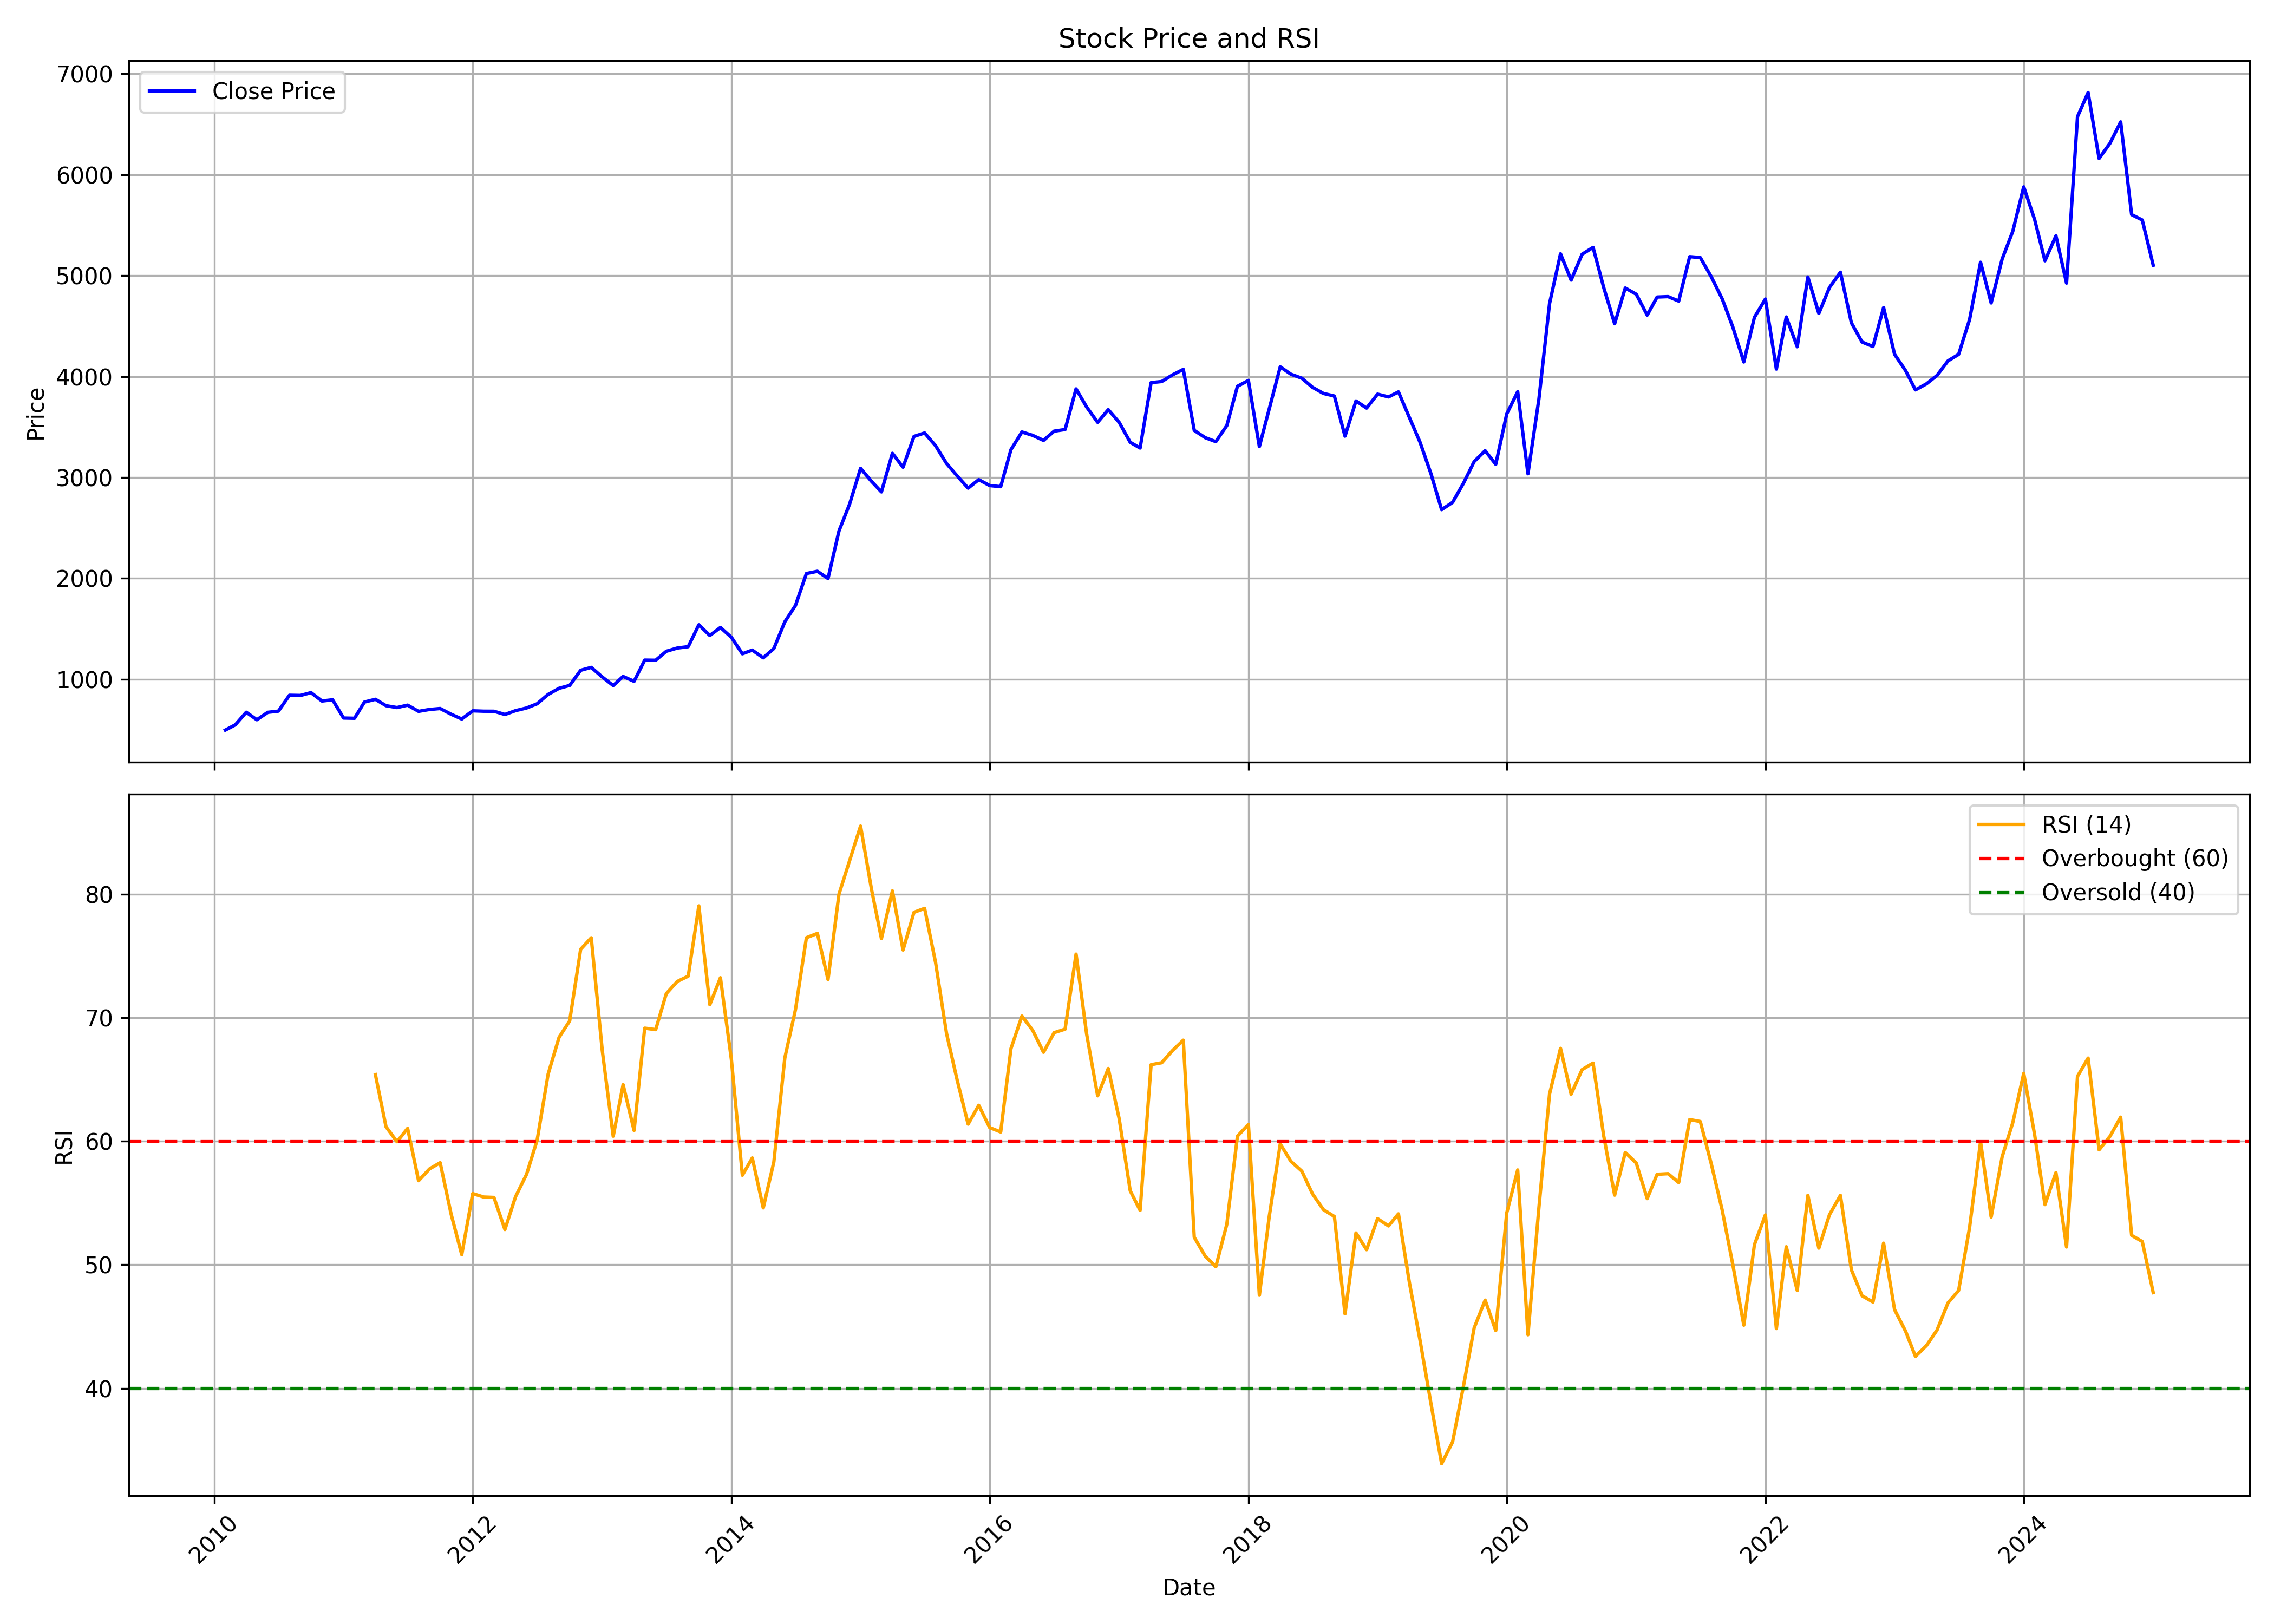 Stock Price and RSI
Close Price
7000
6000
5000
4000
3000
2000
1000
Price
RSI (14)
Overbought (60)
Oversold (40)
80
70
60
50
40
RSI
2010
2012
2014
2016
2018
2020
2022
2024
Date